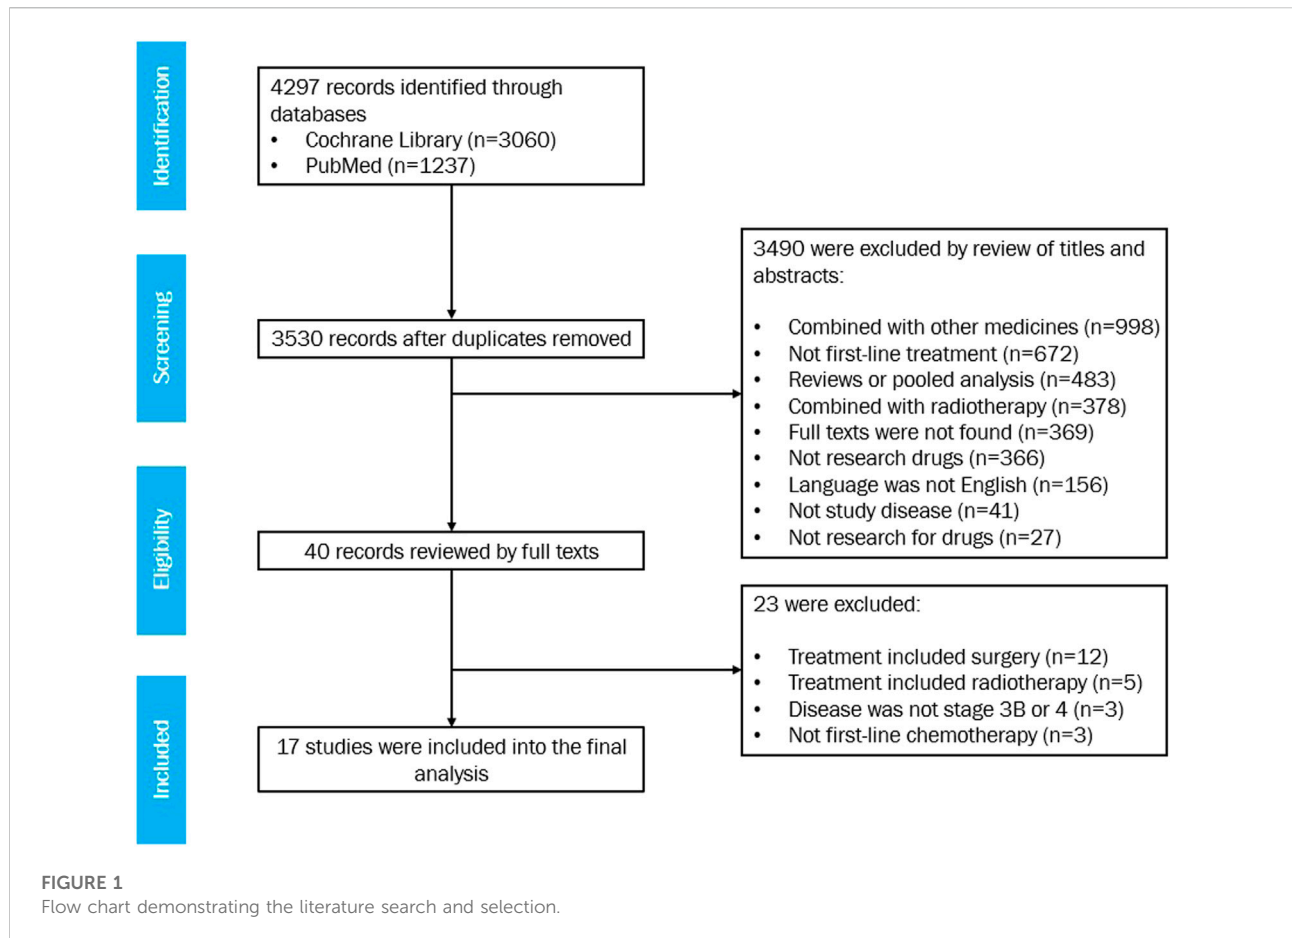 Identification
4297 records identified through
databases
• Cochrane Library (n=3060)
• PubMed (n=1237)
Screening
3530 records after duplicates removed
3490 were excluded by review of titles and
abstracts:
• Combined with other medicines (n=998)
• Not first-line treatment (n=672)
• Reviews or pooled analysis (n=483)
• Combined with radiotherapy (n=378)
• Full texts were not found (n=369)
• Not research drugs (n=366)
• Language was not English (n=156)
• Not study disease (n=41)
• Not research for drugs (n=27)
Eligibility
40 records reviewed by full texts
23 were excluded:
• Treatment included surgery (n=12)
• Treatment included radiotherapy (n=5)
• Disease was not stage 3B or 4 (n=3)
• Not first-line chemotherapy (n=3)
Included
17 studies were included into the final
analysis
FIGURE 1
Flow chart demonstrating the literature search and selection.